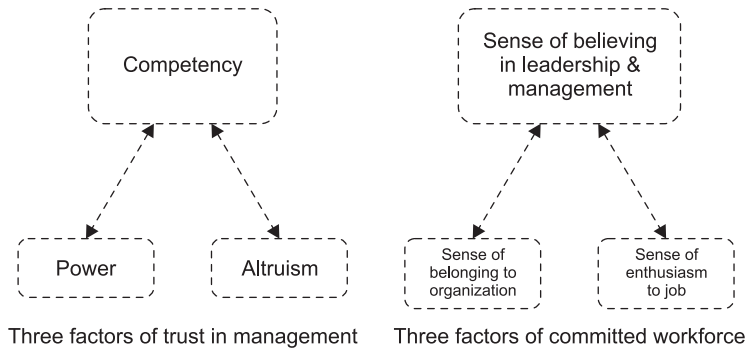 Competency
Power
Altruism
Three factors of trust in management
Sense of believing
in leadership &
management
Sense of
belonging to
organization
Sense of
enthusiasm
to job
Three factors of committed workforce